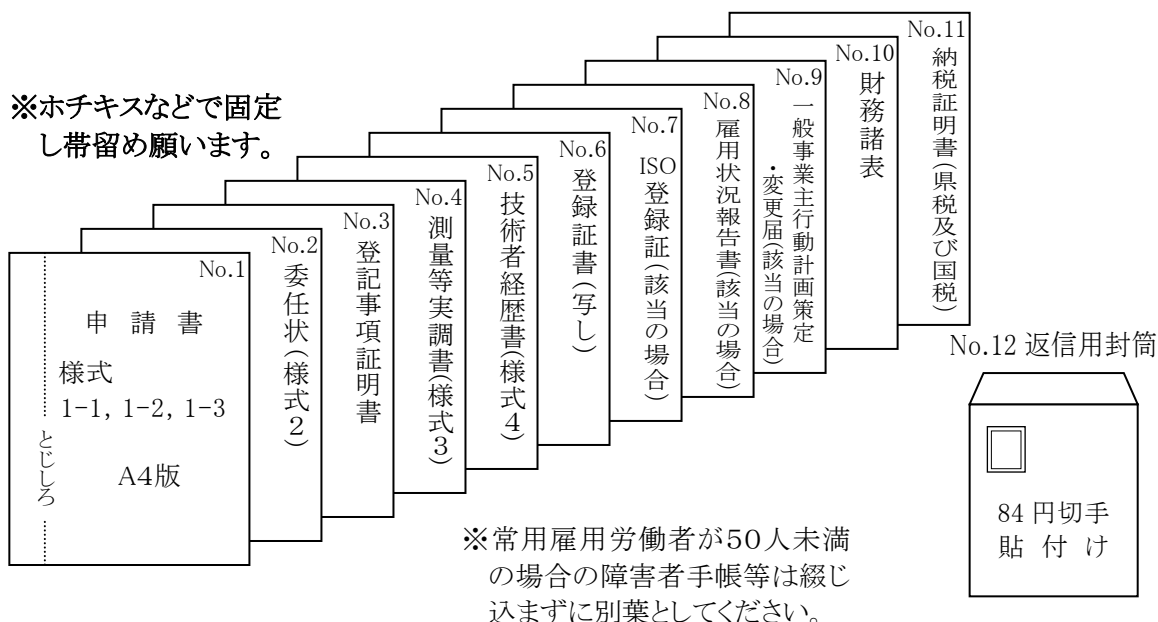 ※ホチキスなどで固定
し帯留め願います。
No.1
申 請 書
様式
1-1, 1-2, 1-3
A4版
とじしろ
No.2
委任状(様式２)
No.3
登記事項証明書
No.4
測量等実調書(様式３)
No.5
技術者経歴書(様式４)
No.6
登録証書(写し)
No.7
ISO
登録証(該当の場合)
No.8
雇用状況報告書(該当の場合)
No.9
一般事業主行動計画策定
・変更届(該当の場合)
No.10
財務諸表
No.11
納税証明書(県税及び国税)
No.12 返信用封筒
84 円切手
貼 付 け
※常用雇用労働者が50人未満
の場合の障害者手帳等は綴じ
込まずに別葉としてください。